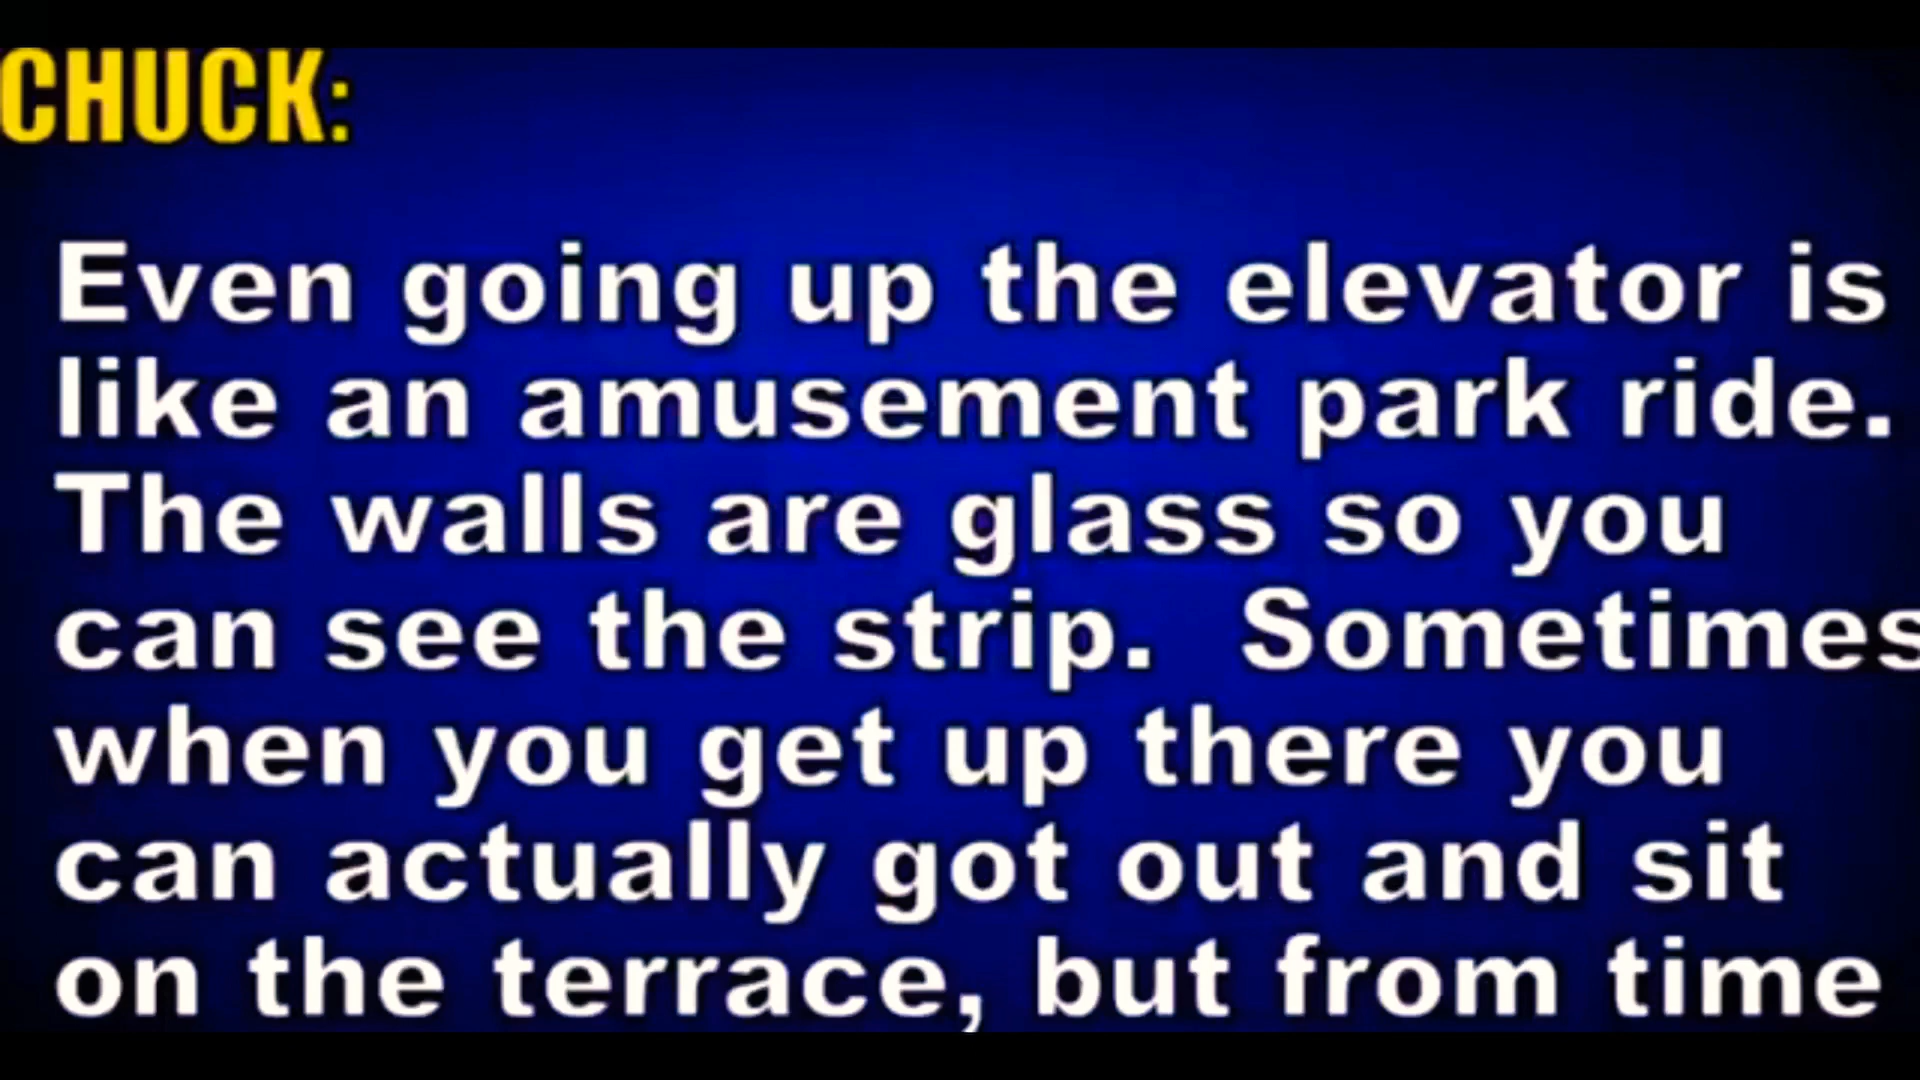 CHUCK:
Even going up the elevator is
like an amusement park ride.
The walls are glass so you
can see the strip.  Sometimes
when you get up there you
can actually got out and sit
on the terrace, but from time